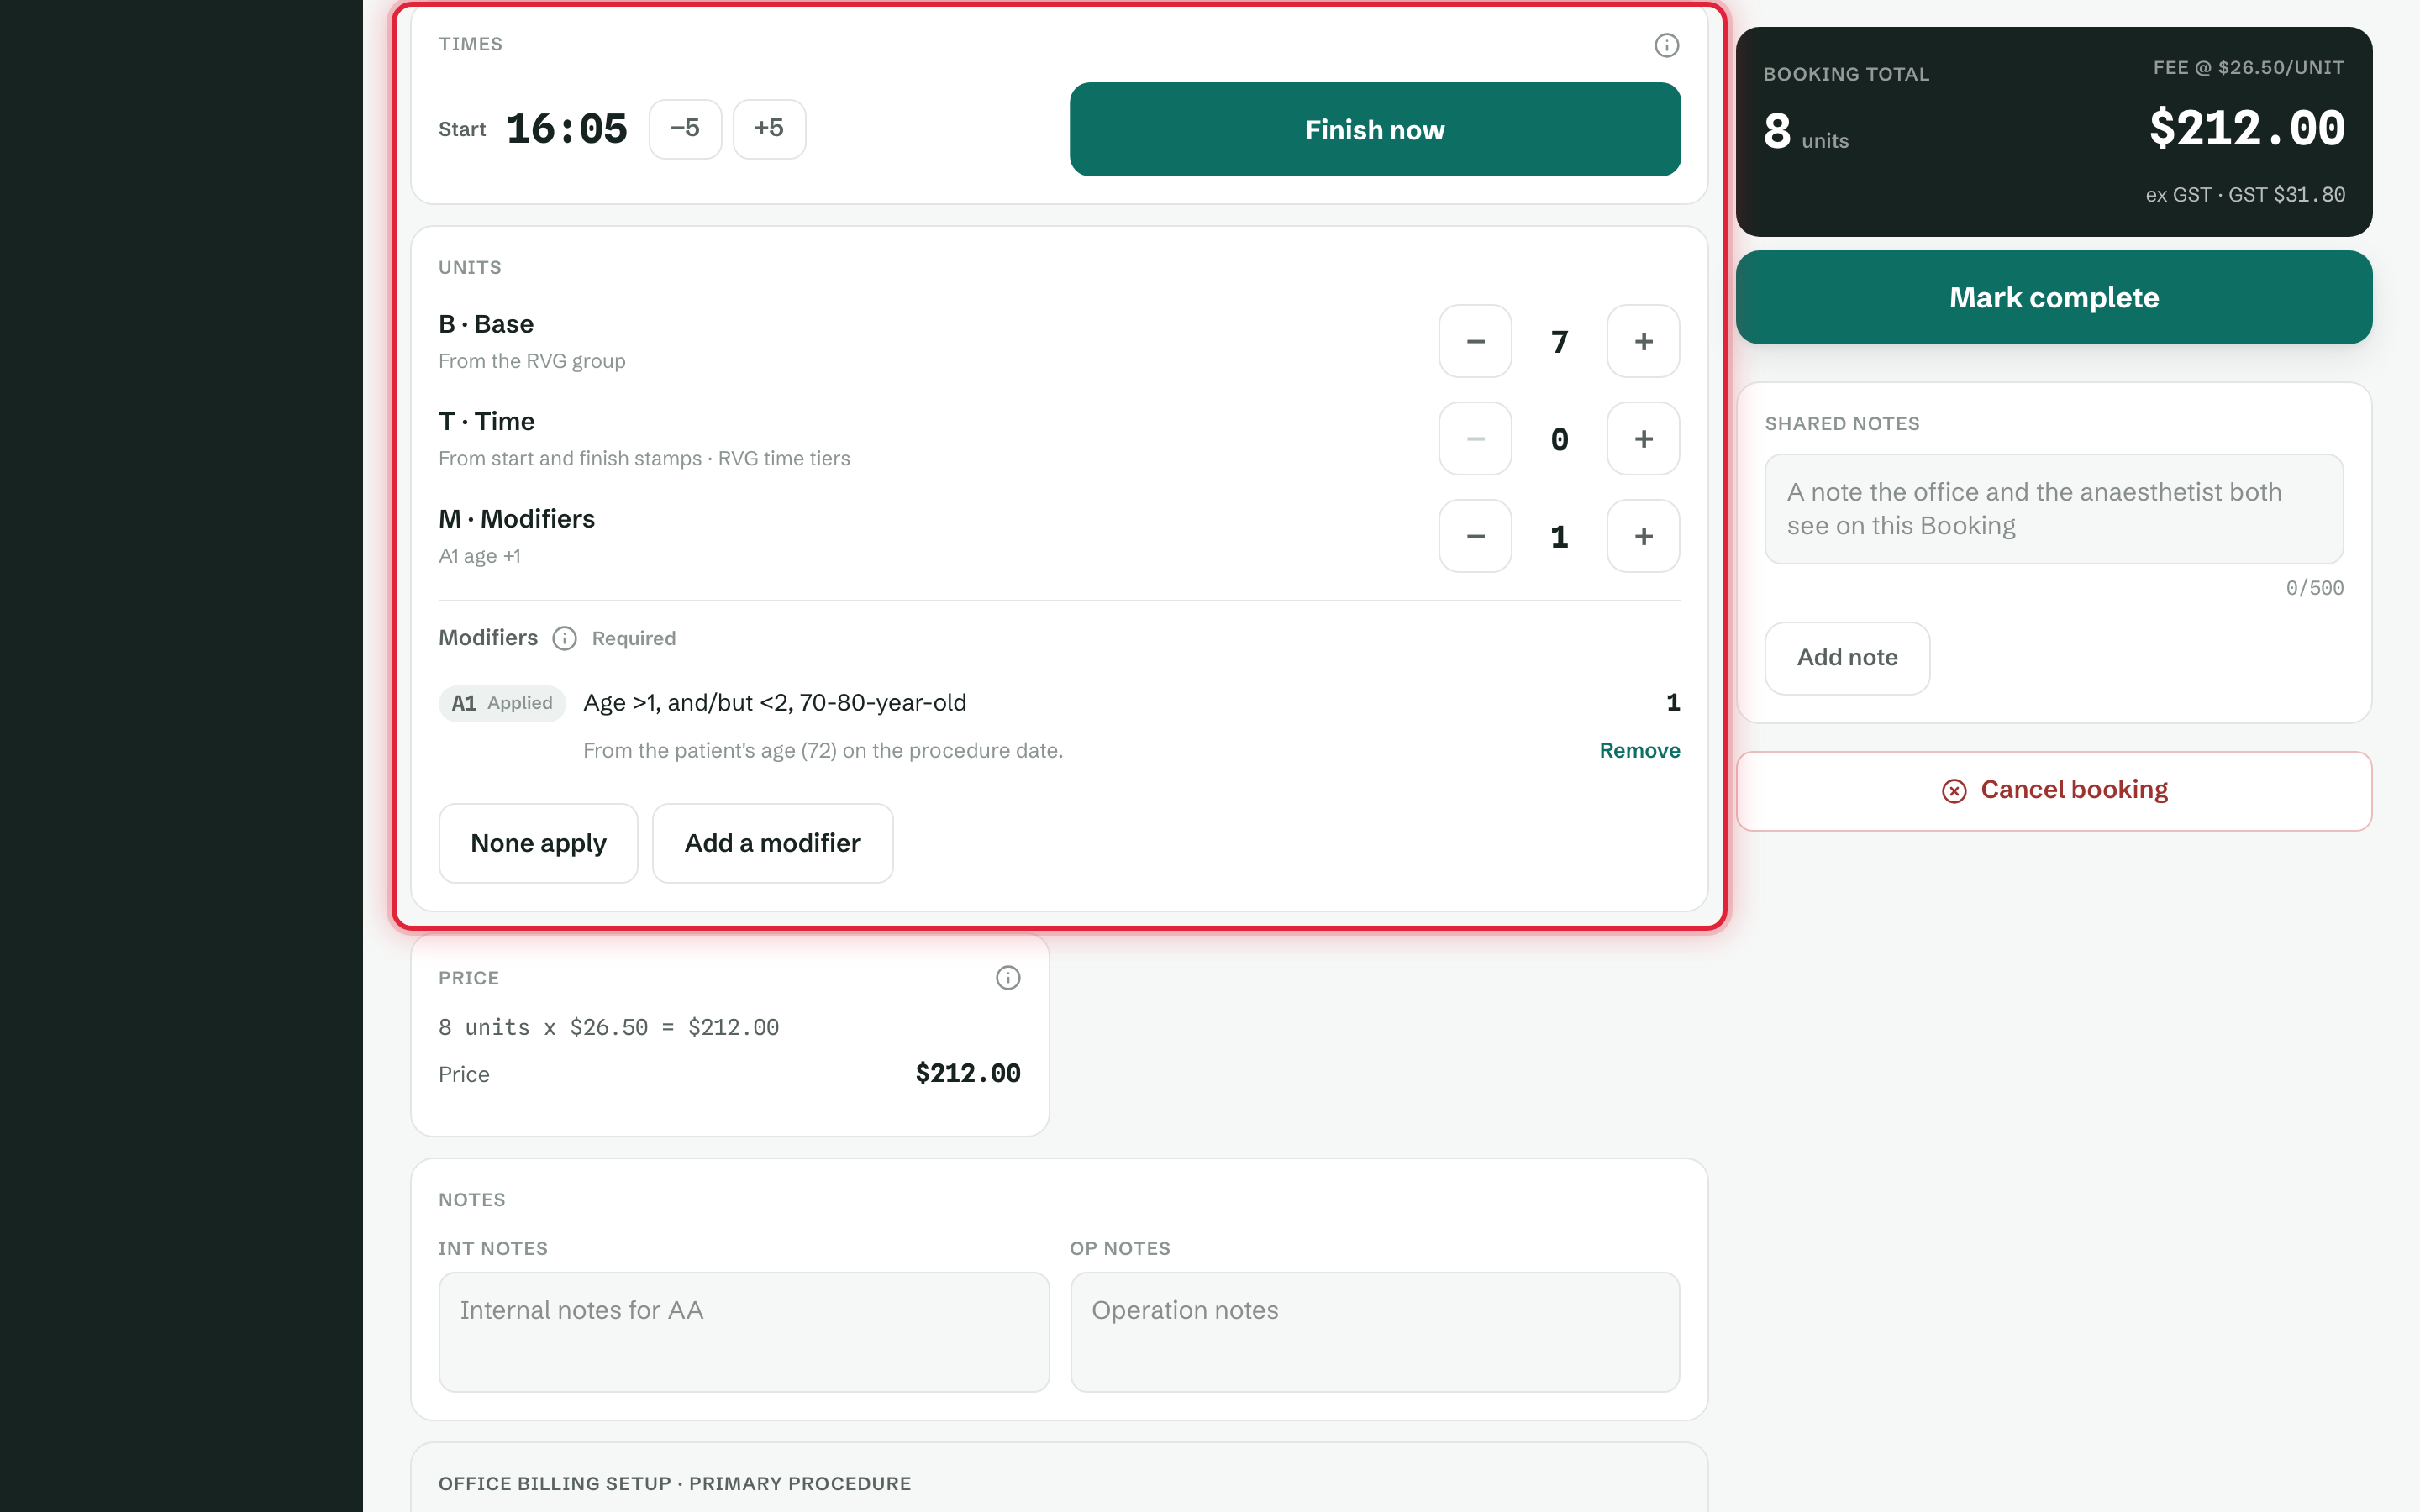 TIMES
Start 16:05 −5 +5 Finish now
UNITS
B · Base
From the RVG group
− 7 +
T · Time
From start and finish stamps · RVG time tiers
− 0 +
M · Modifiers
A1 age +1
− 1 +
Modifiers Required
A1 Applied Age >1, and/but <2, 70-80-year-old 1
From the patient's age (72) on the procedure date. Remove
None apply Add a modifier
PRICE
8 units x $26.50 = $212.00
Price $212.00
NOTES
INT NOTES
Internal notes for AA
OP NOTES
Operation notes
OFFICE BILLING SETUP · PRIMARY PROCEDURE
BOOKING TOTAL
8 units
FEE @ $26.50/UNIT
$212.00
ex GST · GST $31.80
Mark complete
SHARED NOTES
A note the office and the anaesthetist both
see on this Booking
0/500
Add note
Cancel booking